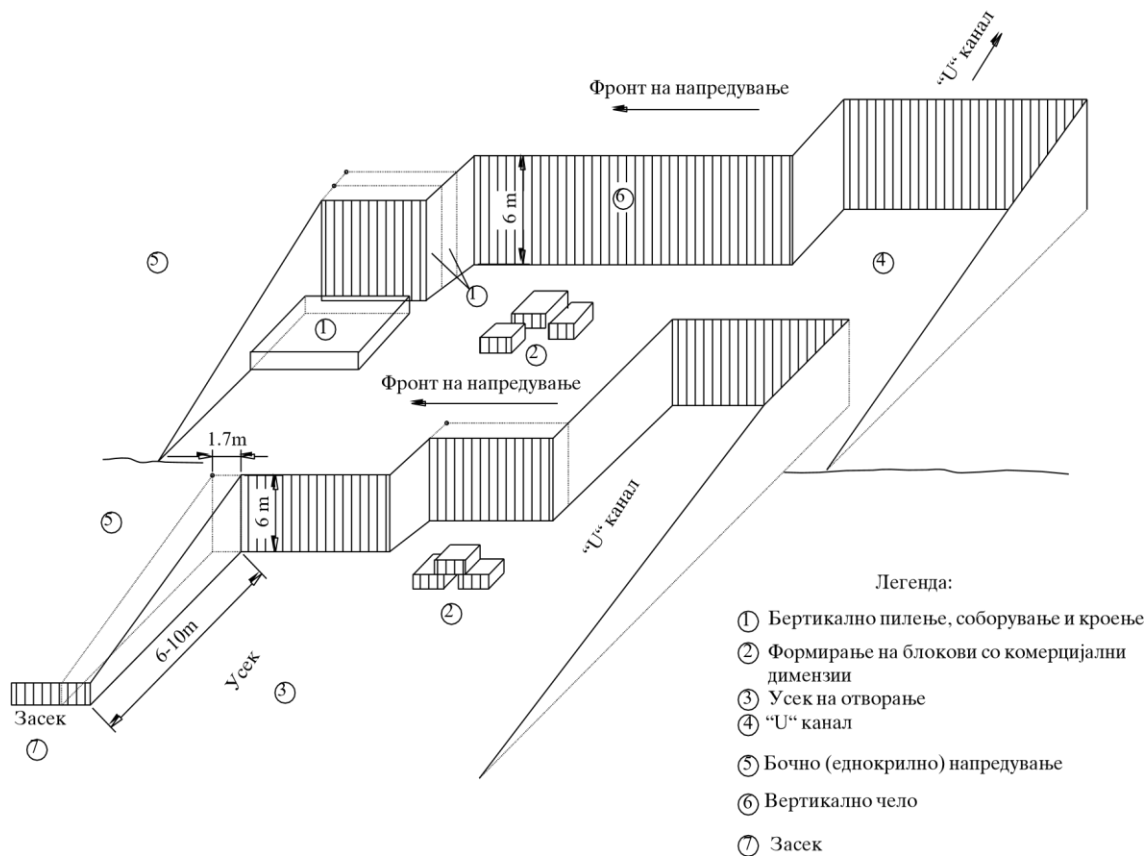 “U“ канал
Фронт на напредување
6 m
6
5
4
1
1
2
Фронт на напредување
1.7m
6 m
5
“U“ канал
2
6-10m
Усек
3
Засек
7
Легенда:
1 Бертикално пилење, соборување и кроење
2 Формирање на блокови со комерцијални
димензии
3 Усек на отворање
4 “U“ канал
5 Бочно (еднокрилно) напредување
6 Вертикално чело
7 Засек